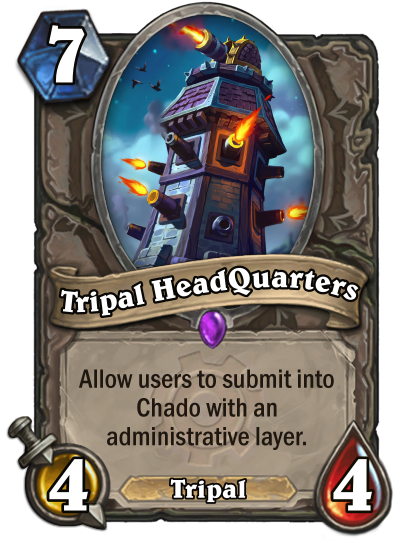 7
Tripal HeadQuarters
Allow users to submit into
Chado with an
administrative layer.
4
Tripal
4